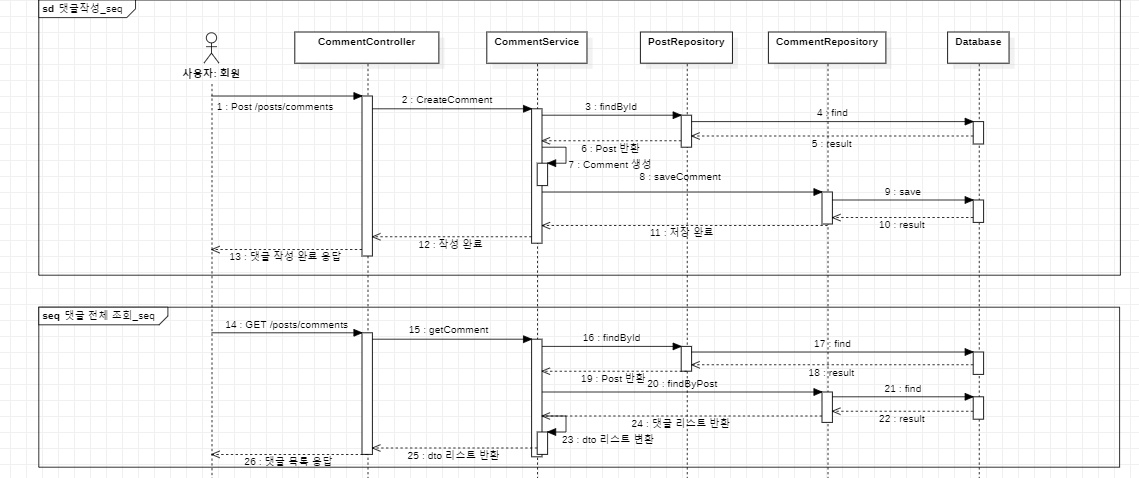 sd 댓글작성_seq
사용자: 회원
CommentController
CommentService
PostRepository
CommentRepository
Database
1 : Post /posts/comments
2 : CreateComment
3 : findById
4 : find
5 : result
6 : Post 반환
7 : Comment 생성
8 : saveComment
9 : save
10 : result
11 : 저장 완료
12 : 작성 완료
13 : 댓글 작성 완료 응답
seq 댓글 전체 조회_seq
14 : GET /posts/comments
15 : getComment
16 : findById
17 : find
18 : result
19 : Post 반환
20 : findByPost
21 : find
22 : result
24 : 댓글 리스트 반환
23 : dto 리스트 변환
25 : dto 리스트 반환
26 : 댓글 목록 응답